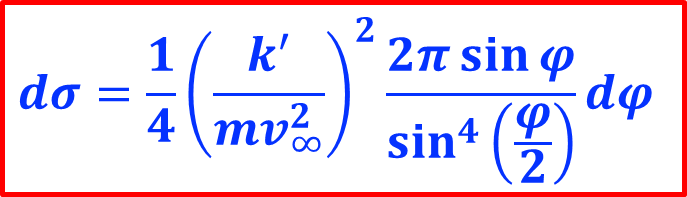 dσ = 1/4 (k′/mv∞²)² 2π sin φ / sin⁴ (φ/2) dφ